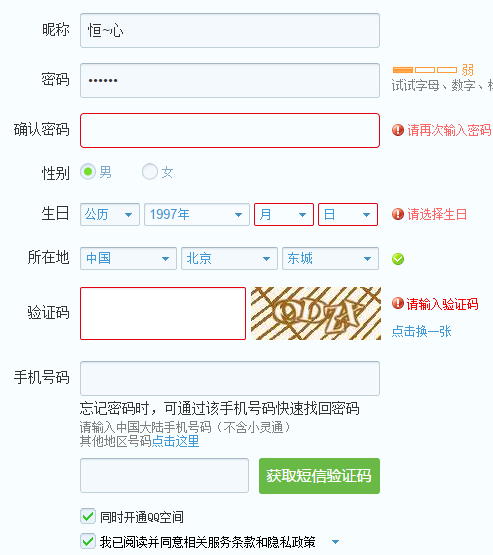 昵称 恒~心
密码 •••••• 弱
试试字母、数字、
确认密码 请再次输入密码
性别 男 女
生日 公历 1997年 月 日 请选择生日
所在地 中国 北京 东城
验证码 请输入验证码
点击换一张
手机号码
忘记密码时，可通过该手机号码快速找回密码
请输入中国大陆手机号码（不含小灵通）
其他地区号码点击这里
获取短信验证码
同时开通QQ空间
我已阅读并同意相关服务条款和隐私政策